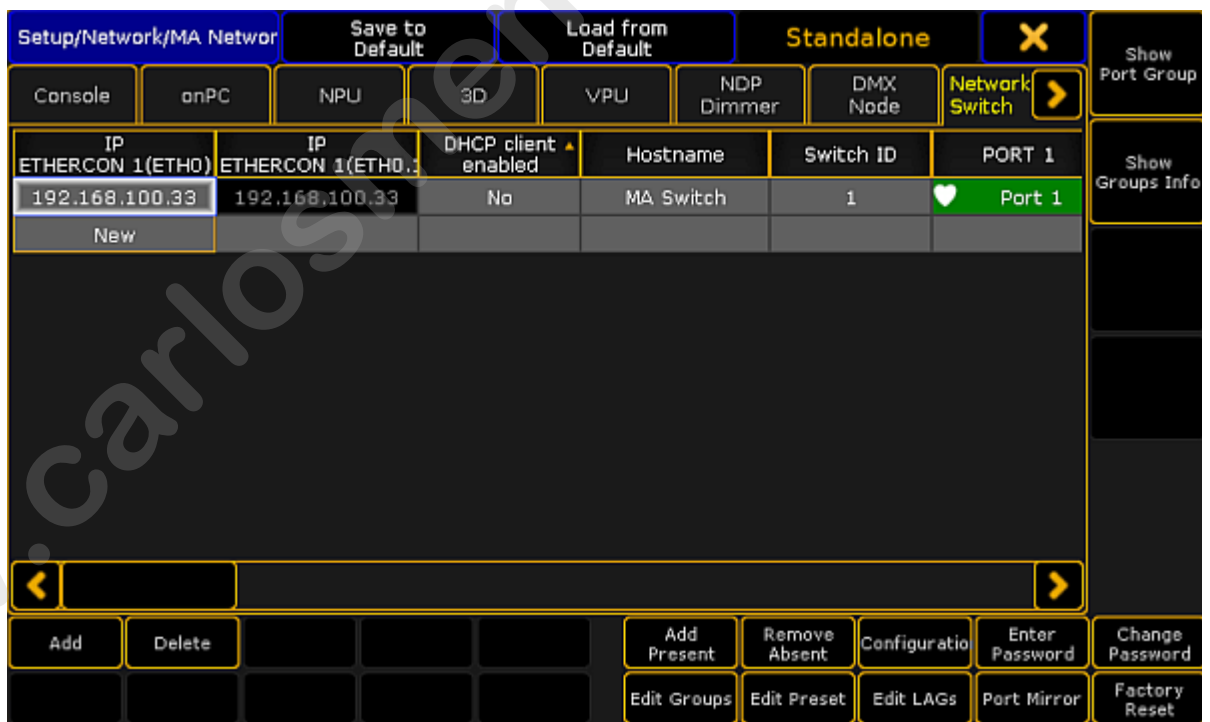 Setup/Network/MA Networ
Save to
Default
Load from
Default
Standalone
Show
Port Group
Console
onPC
NPU
3D
VPU
NDP
Dimmer
DMX
Node
Network
Switch
IP
ETHERCON 1(ETH0)
IP
ETHERCON 1(ETH0.1
DHCP client
enabled
Hostname
Switch ID
PORT 1
Show
Groups Info
192.168.100.33
192.168.100.33
No
MA Switch
1
Port 1
New
Add
Delete
Add
Present
Remove
Absent
Configuratio
Enter
Password
Change
Password
Edit Groups
Edit Preset
Edit LAGs
Port Mirror
Factory
Reset